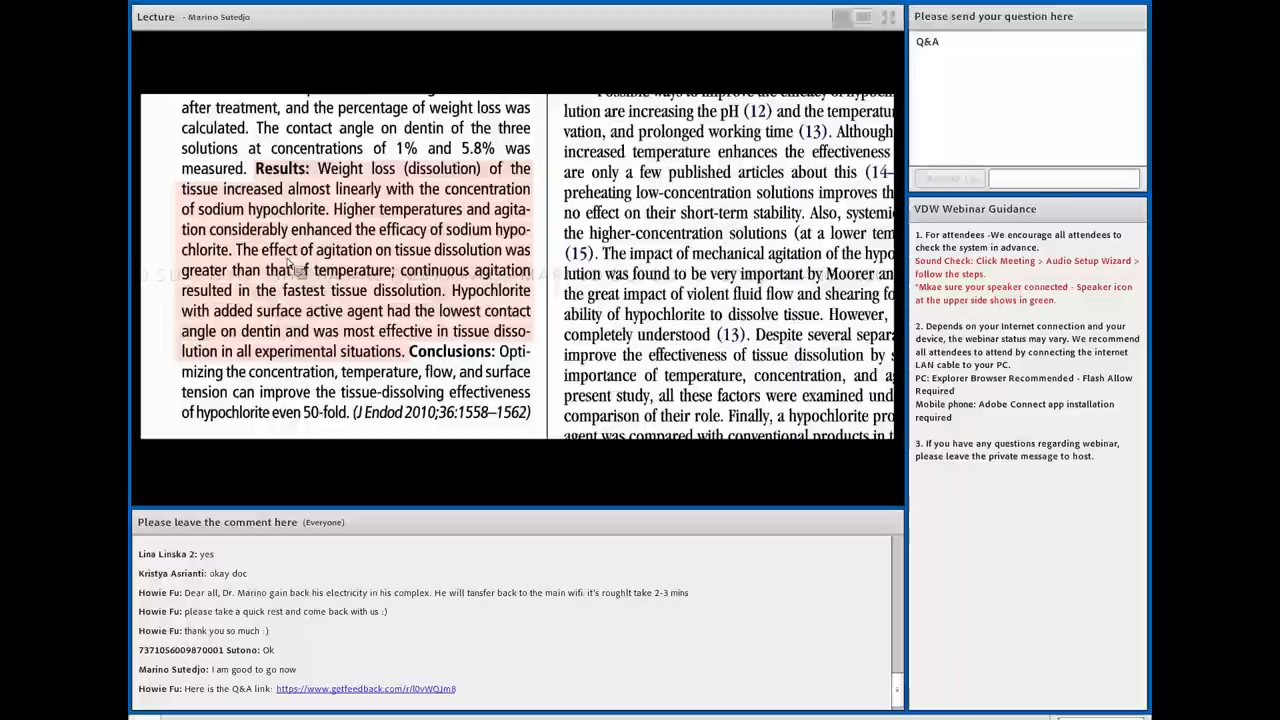 Lecture - Marino Sutedjo
after treatment, and the percentage of weight loss was
calculated. The contact angle on dentin of the three
solutions at concentrations of 1% and 5.8% was
measured. Results: Weight loss (dissolution) of the
tissue increased almost linearly with the concentration
of sodium hypochlorite. Higher temperatures and agita-
tion considerably enhanced the efficacy of sodium hypo-
chlorite. The effect of agitation on tissue dissolution was
greater than that of temperature; continuous agitation
resulted in the fastest tissue dissolution. Hypochlorite
with added surface active agent had the lowest contact
angle on dentin and was most effective in tissue disso-
lution in all experimental situations. Conclusions: Opti-
mizing the concentration, temperature, flow, and surface
tension can improve the tissue-dissolving effectiveness
of hypochlorite even 50-fold. (J Endod 2010;36:1558–1562)
Possible ways to improve the efficacy of hypoch
lution are increasing the pH (12) and the temperatu
vation, and prolonged working time (13). Although
increased temperature enhances the effectiveness
are only a few published articles about this (14–
preheating low-concentration solutions improves th
no effect on their short-term stability. Also, systemic
the higher-concentration solutions (at a lower tem
(15). The impact of mechanical agitation of the hypo
lution was found to be very important by Moorer an
the great impact of violent fluid flow and shearing fo
ability of hypochlorite to dissolve tissue. However,
completely understood (13). Despite several separa
improve the effectiveness of tissue dissolution by s
importance of temperature, concentration, and ag
present study, all these factors were examined und
comparison of their role. Finally, a hypochlorite pro
agent was compared with conventional products in t
Please leave the comment here (Everyone)
Lina Linska 2: yes
Kristya Asrianti: okay doc
Howie Fu: Dear all, Dr. Marino gain back his electricity in his complex. He will tansfer back to the main wifi. it's roughlt take 2-3 mins
Howie Fu: please take a quick rest and come back with us :)
Howie Fu: thank you so much :)
7371056009870001 Sutono: Ok
Marino Sutedjo: I am good to go now
Howie Fu: Here is the Q&A link: https://www.getfeedback.com/r/l0vWQJm8
Please send your question here
Q&A
VDW Webinar Guidance
1. For attendees -We encourage all attendees to
check the system in advance.
Sound Check: Click Meeting > Audio Setup Wizard >
follow the steps.
*Mkae sure your speaker connected - Speaker icon
at the upper side shows in green.
2. Depends on your Internet connection and your
device, the webinar status may vary. We recommend
all attendees to attend by connecting the internet
LAN cable to your PC.
PC: Explorer Browser Recommended - Flash Allow
Required
Mobile phone: Adobe Connect app installation
required
3. If you have any questions regarding webinar,
please leave the private message to host.